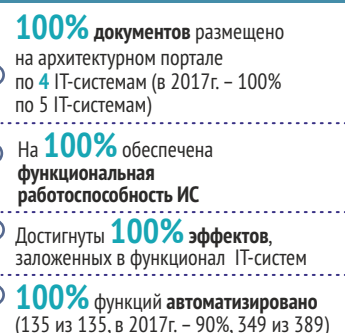 100% документов размещено
на архитектурном портале
по 4 IT-системам (в 2017г. – 100%
по 5 IT-системам)
На 100% обеспечена
функциональная
работоспособность ИС
Достигнуты 100% эффектов,
заложенных в функционал IT-систем
100% функций автоматизировано
(135 из 135, в 2017г. – 90%, 349 из 389)